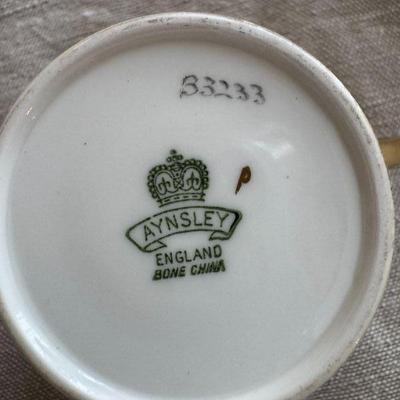 B3233
P
AYNSLEY
ENGLAND
BONE CHINA